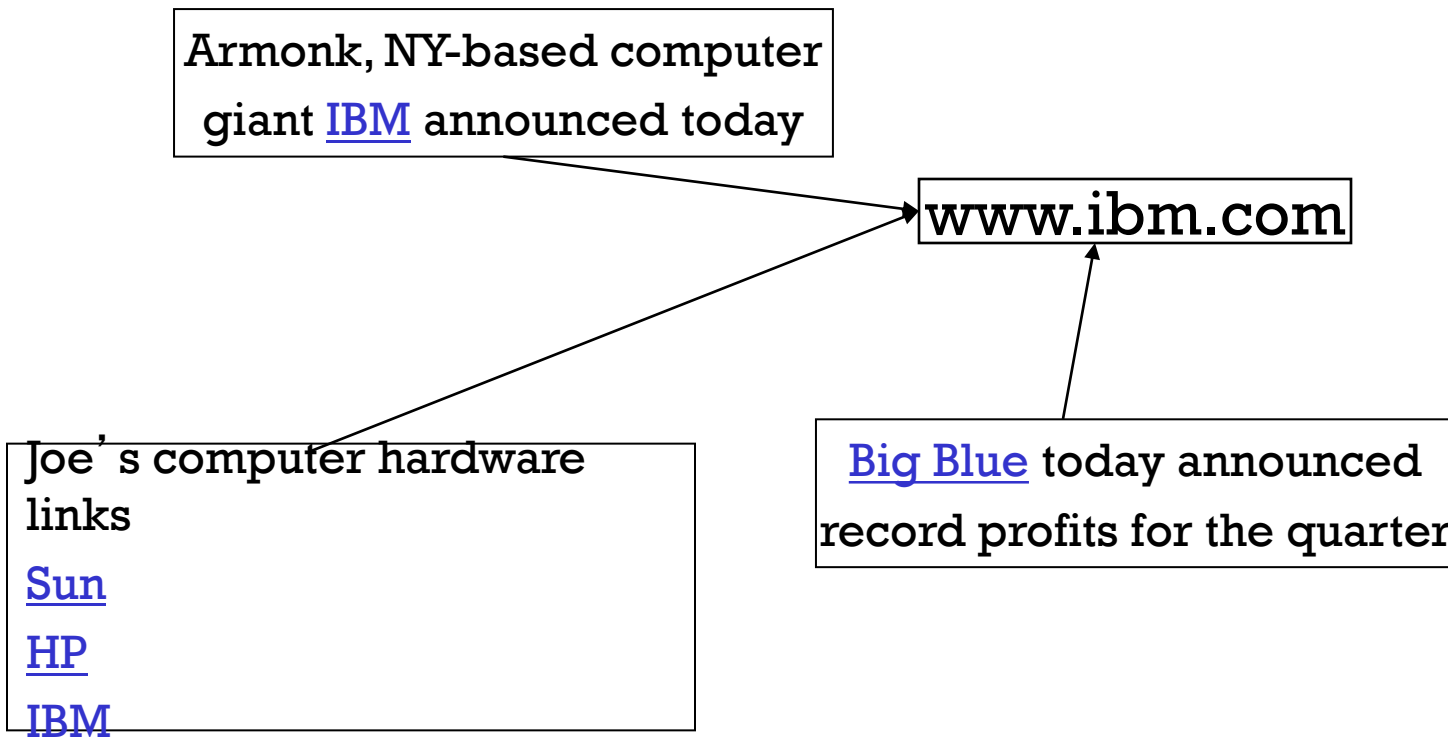 Armonk, NY-based computer
giant IBM announced today
www.ibm.com
Joe’s computer hardware
links
Sun
HP
IBM
Big Blue today announced
record profits for the quarter